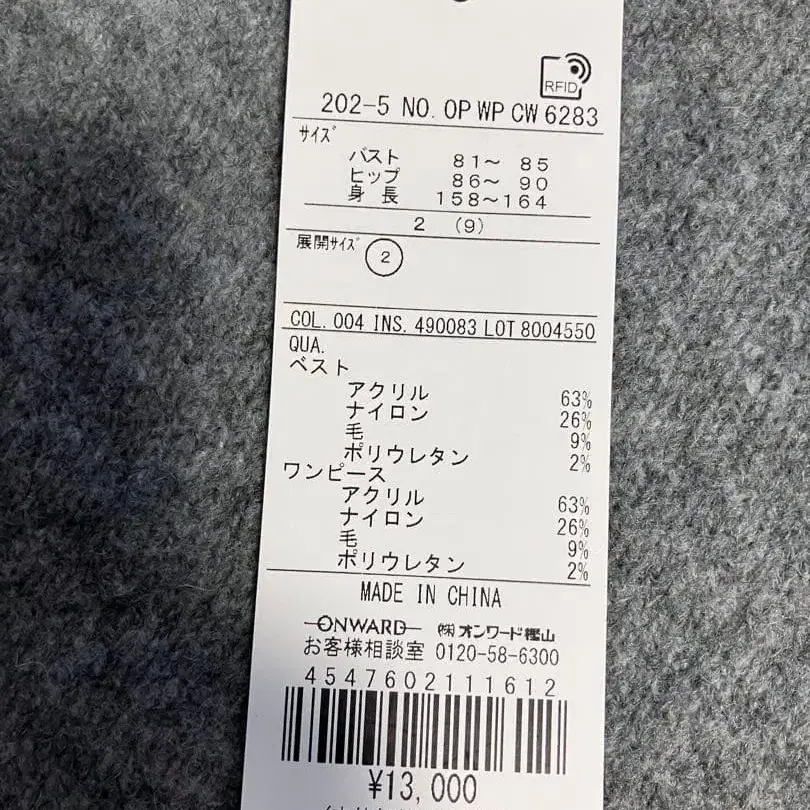 RFID
202-5 NO. OP WP CW 6283
サイズ
バスト 81〜 85
ヒップ 86〜 90
身長 158〜164
2 (9)
展開サイズ 2
COL. 004 INS. 490083 LOT 8004550
QUA.
ベスト
アクリル 63%
ナイロン 26%
毛 9%
ポリウレタン 2%
ワンピース
アクリル 63%
ナイロン 26%
毛 9%
ポリウレタン 2%
MADE IN CHINA
ONWARD ㈱オンワード樫山
お客様相談室 0120-58-6300
4547602111612
¥13,000